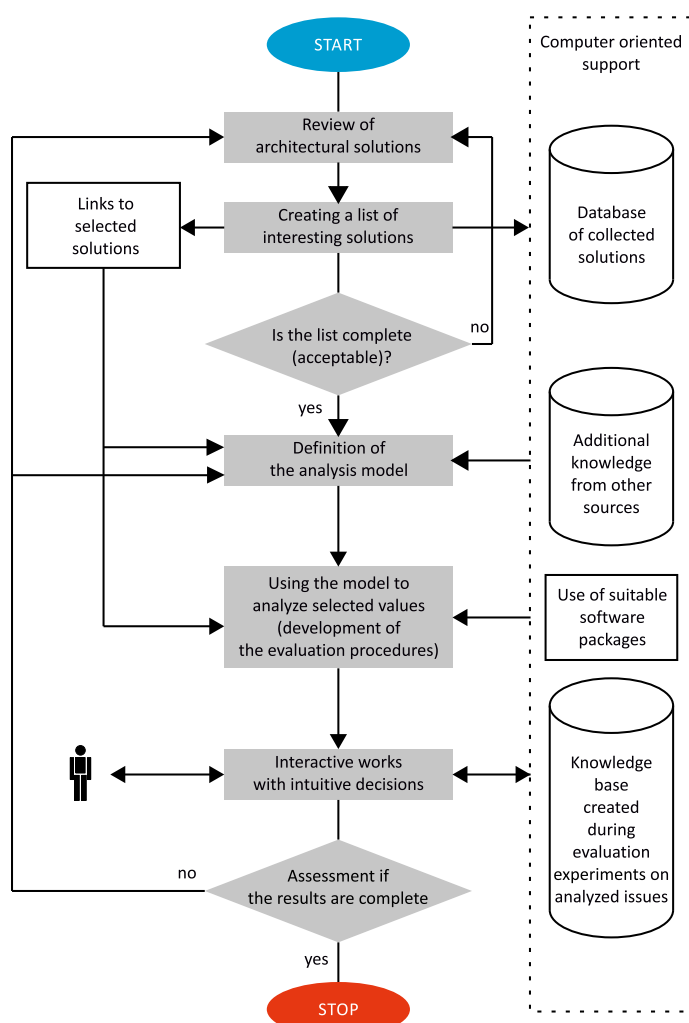 START
Computer oriented
support
Review of
architectural solutions
Links to
selected
solutions
Creating a list of
interesting solutions
Database
of collected
solutions
Is the list complete
(acceptable)?
no
yes
Definition of
the analysis model
Additional
knowledge
from other
sources
Using the model to
analyze selected values
(development of
the evaluation procedures)
Use of suitable
software
packages
Interactive works
with intuitive decisions
Knowledge
base
created
during
evaluation
experiments on
analyzed issues
no
Assessment if
the results are complete
yes
STOP